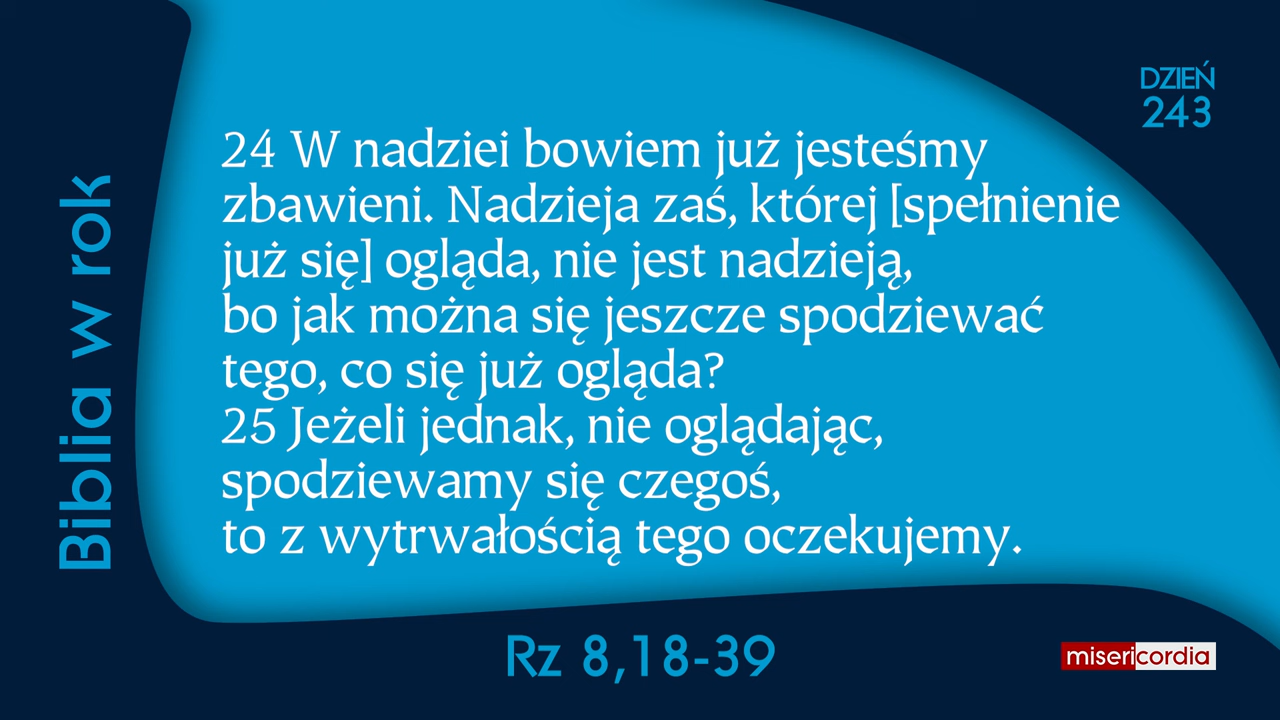 DZIEŃ
243
24 W nadziei bowiem już jesteśmy
zbawieni. Nadzieja zaś, której [spełnienie
już się] ogląda, nie jest nadzieją,
bo jak można się jeszcze spodziewać
tego, co się już ogląda?
25 Jeżeli jednak, nie oglądając,
spodziewamy się czegoś,
to z wytrwałością tego oczekujemy.
Biblia w rok
Rz 8,18-39
misericordia